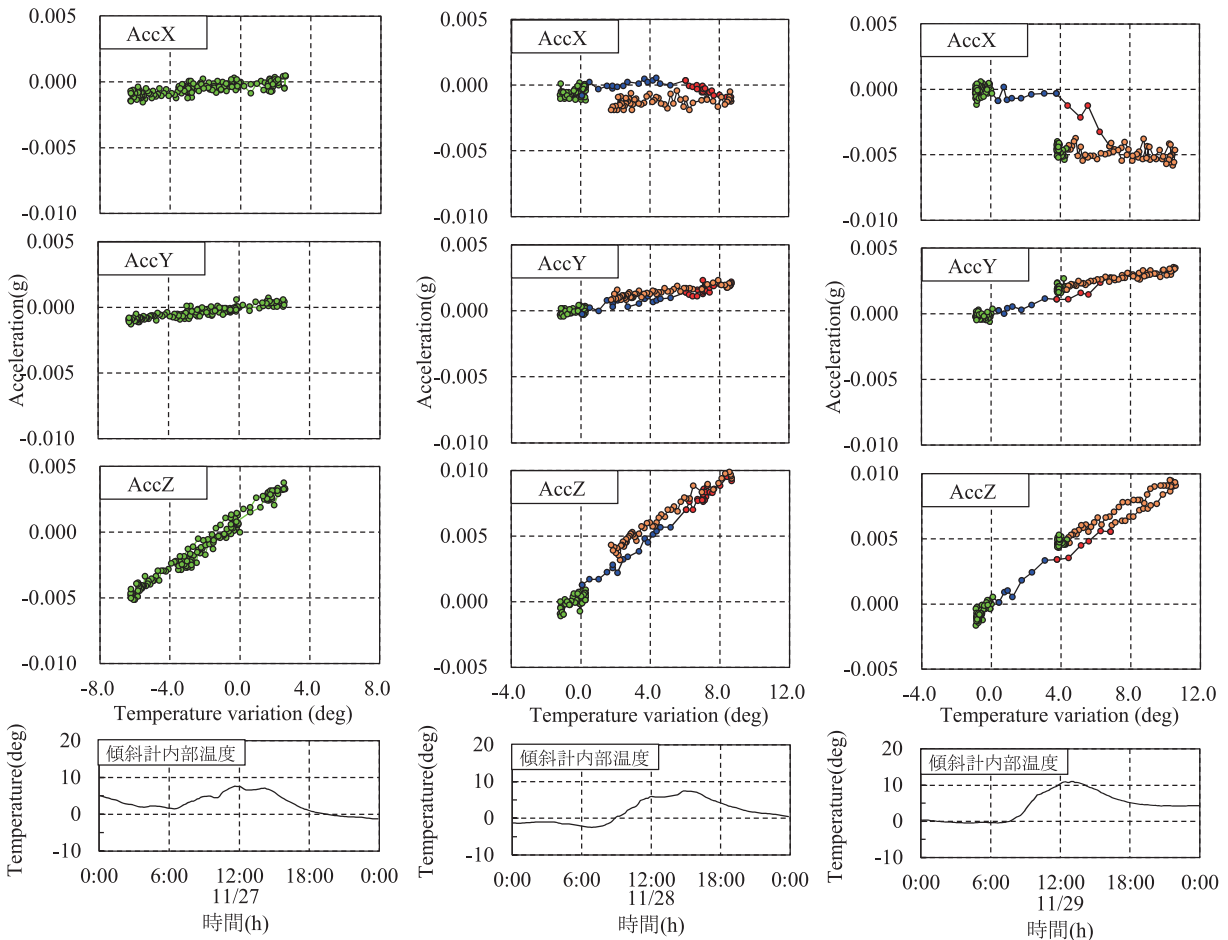 0.005
AccX
0.000
-0.005
-0.010
0.005
AccY
0.000
-0.005
-0.010
Acceleration(g)
0.005
AccZ
0.000
-0.005
-0.010
-8.0 -4.0 0.0 4.0 8.0
Temperature variation (deg)
20
傾斜計内部温度
10
0
-10
Temperature(deg)
0:00 6:00 12:00 18:00 0:00
11/27
時間(h)
0.005
AccX
0.000
-0.005
-0.010
0.005
AccY
0.000
-0.005
-0.010
Acceleration(g)
0.010
AccZ
0.005
0.000
-0.005
-4.0 0.0 4.0 8.0 12.0
Temperature variation (deg)
20
傾斜計内部温度
10
0
-10
Temperature(deg)
0:00 6:00 12:00 18:00 0:00
11/28
時間(h)
0.005
AccX
0.000
-0.005
-0.010
0.005
AccY
0.000
-0.005
-0.010
Acceleration(g)
0.010
AccZ
0.005
0.000
-0.005
-4.0 0.0 4.0 8.0 12.0
Temperature variation (deg)
20
傾斜計内部温度
10
0
-10
Temperature(deg)
0:00 6:00 12:00 18:00 0:00
11/29
時間(h)